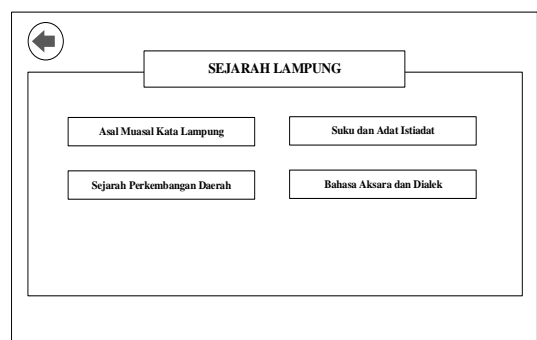 SEJARAH LAMPUNG
Asal Muasal Kata Lampung
Suku dan Adat Istiadat
Sejarah Perkembangan Daerah
Bahasa Aksara dan Dialek